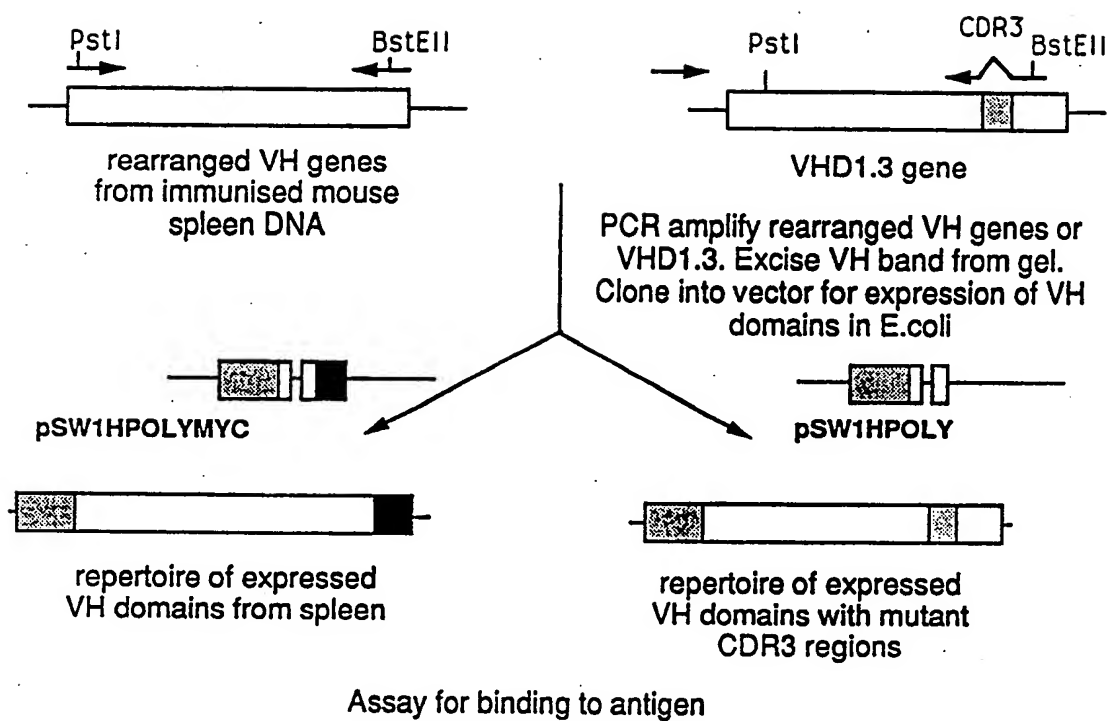 PstI
BstEII
rearranged VH genes
from immunised mouse
spleen DNA
PstI
CDR3
BstEII
VHD1.3 gene
PCR amplify rearranged VH genes or
VHD1.3. Excise VH band from gel.
Clone into vector for expression of VH
domains in E.coli
pSW1HPOLYMYC
pSW1HPOLY
repertoire of expressed
VH domains from spleen
repertoire of expressed
VH domains with mutant
CDR3 regions
Assay for binding to antigen